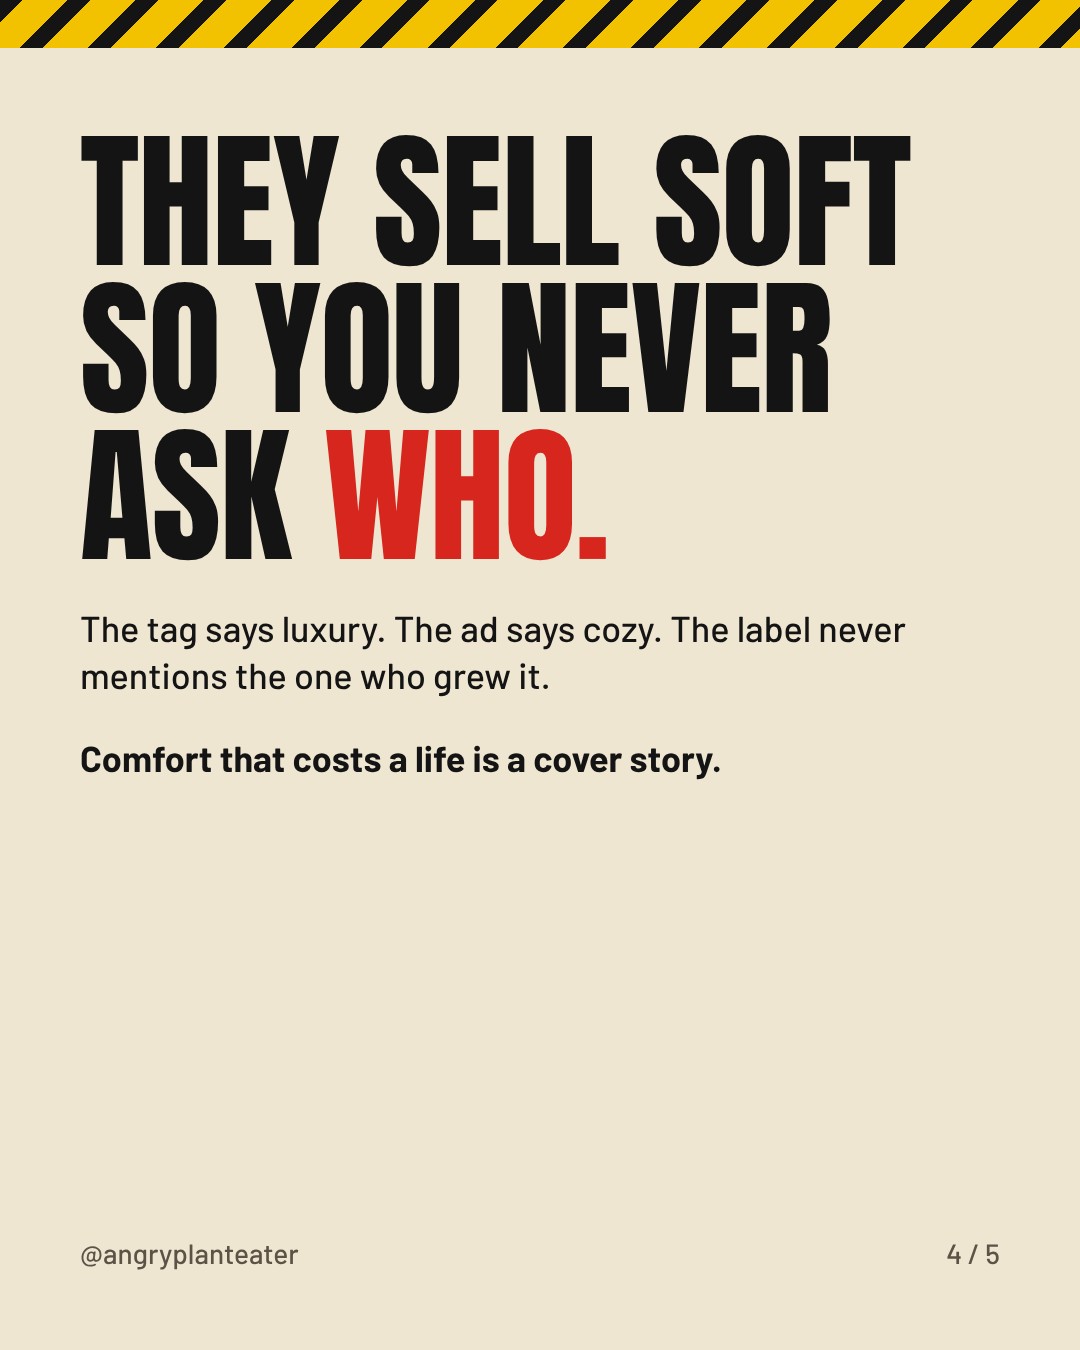 THEY SELL SOFT
SO YOU NEVER
ASK WHO.
The tag says luxury. The ad says cozy. The label never
mentions the one who grew it.
Comfort that costs a life is a cover story.
@angryplanteater
4 / 5